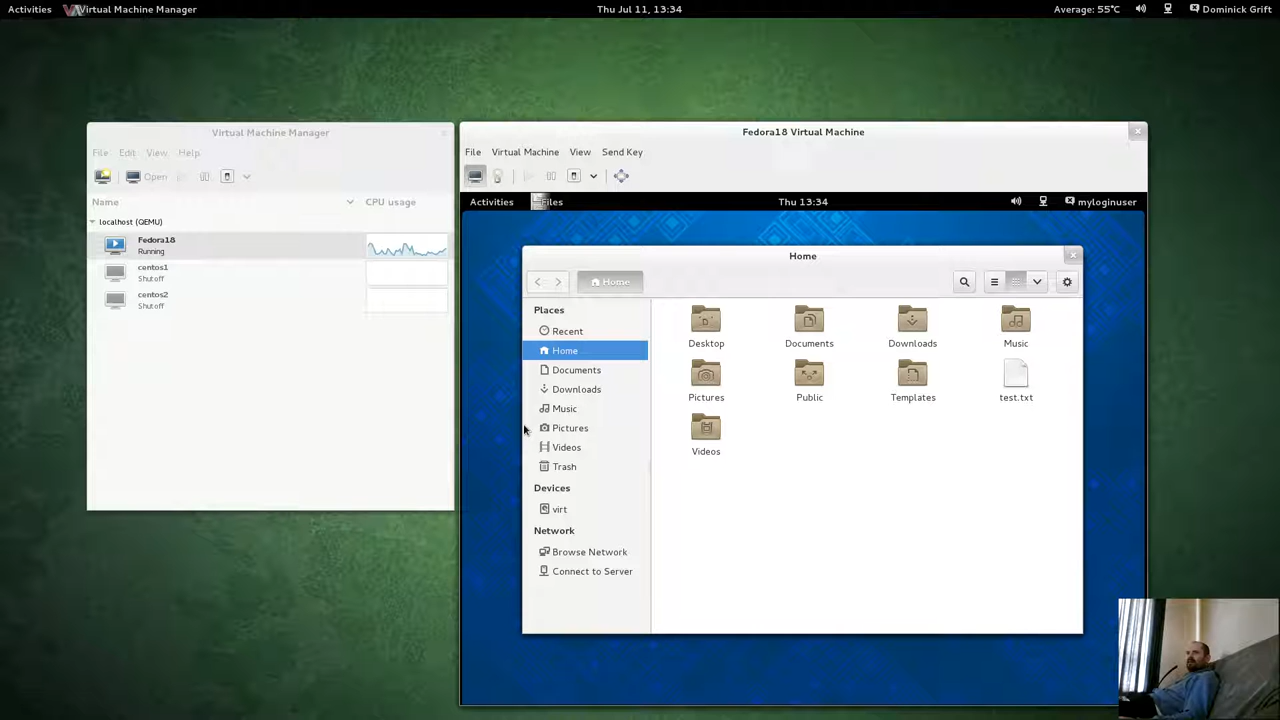 Activities Virtual Machine Manager Thu Jul 11, 13:34 Average: 55°C Dominick Grift
Virtual Machine Manager
File Edit View Help
Open
Name CPU usage
localhost (QEMU)
Fedora18
Running
centos1
Shutoff
centos2
Shutoff
Fedora18 Virtual Machine
File Virtual Machine View Send Key
Activities Files Thu 13:34 myloginuser
Home
Home
Places
Recent
Home
Documents
Downloads
Music
Pictures
Videos
Trash
Devices
virt
Network
Browse Network
Connect to Server
Desktop Documents Downloads Music
Pictures Public Templates test.txt
Videos